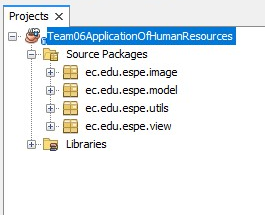 Projects
Team06ApplicationOfHumanResources
Source Packages
ec.edu.espe.image
ec.edu.espe.model
ec.edu.espe.utils
ec.edu.espe.view
Libraries